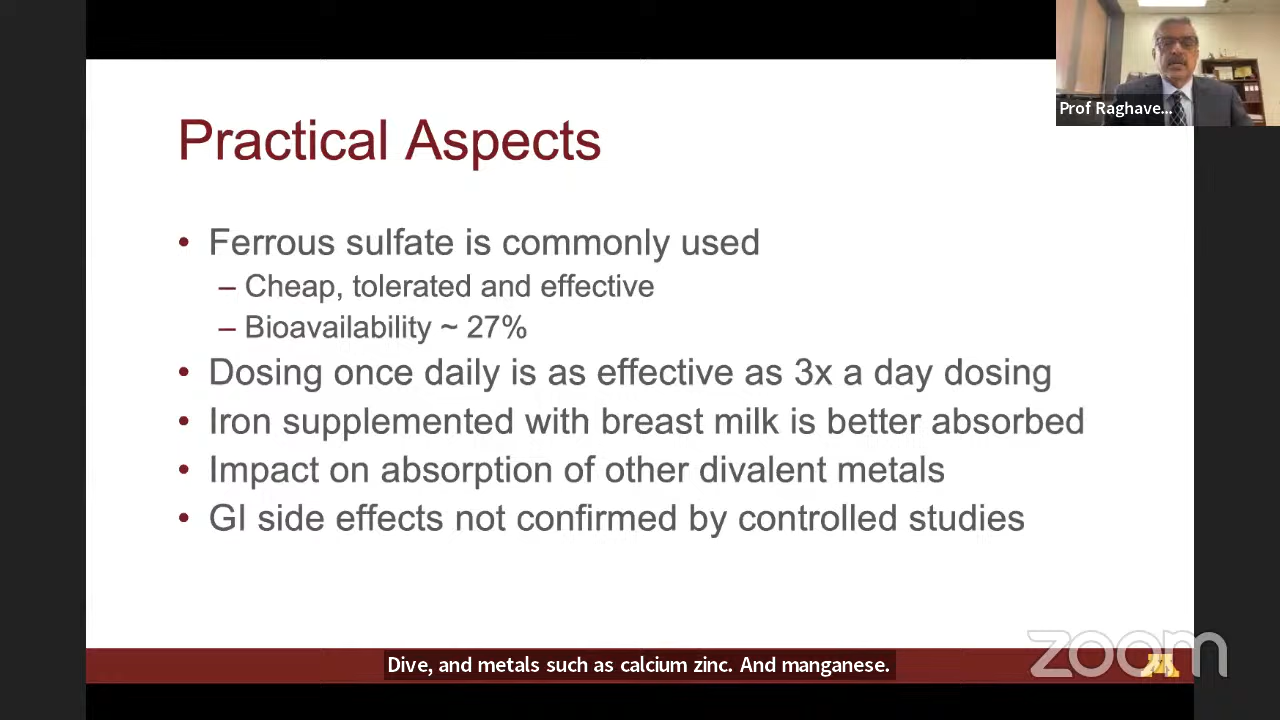 Prof Raghave...
Practical Aspects
• Ferrous sulfate is commonly used
– Cheap, tolerated and effective
– Bioavailability ~ 27%
• Dosing once daily is as effective as 3x a day dosing
• Iron supplemented with breast milk is better absorbed
• Impact on absorption of other divalent metals
• GI side effects not confirmed by controlled studies
zoom
Dive, and metals such as calcium zinc. And manganese.
M